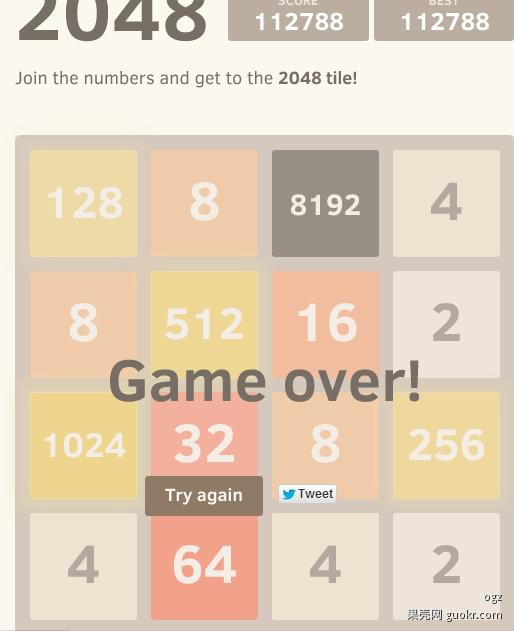 2048
SCORE
112788
BEST
112788
Join the numbers and get to the 2048 tile!
128 8 8192 4
8 512 16 2
Game over!
1024 32 8 256
Try again
Tweet
4 64 4 2
ogz
果壳网 guokr.com